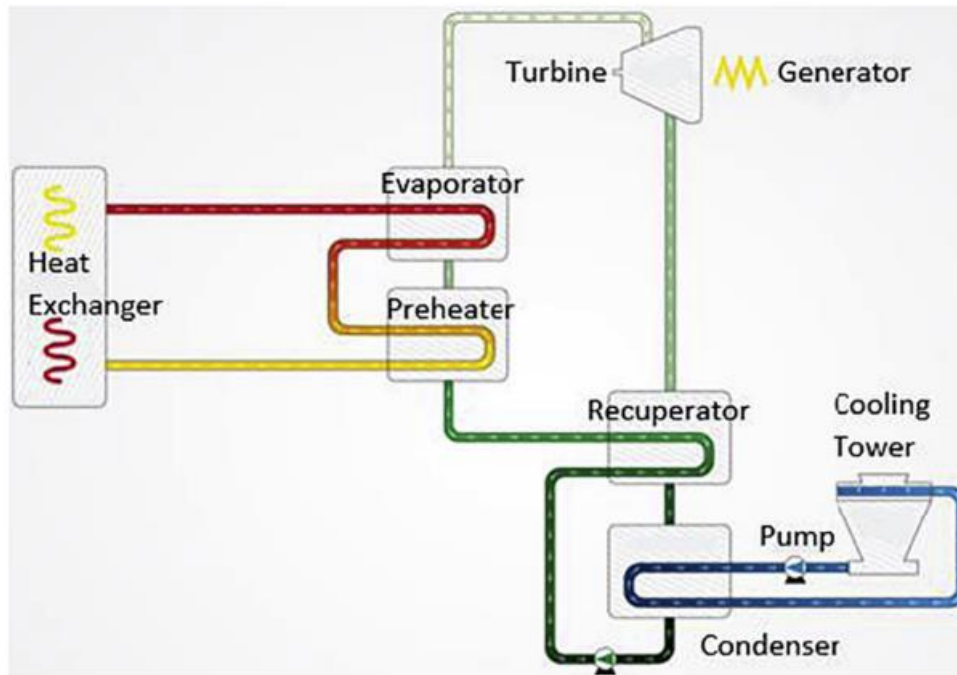 Turbine
Generator
Evaporator
Heat
Exchanger
Preheater
Recuperator
Cooling
Tower
Pump
Condenser